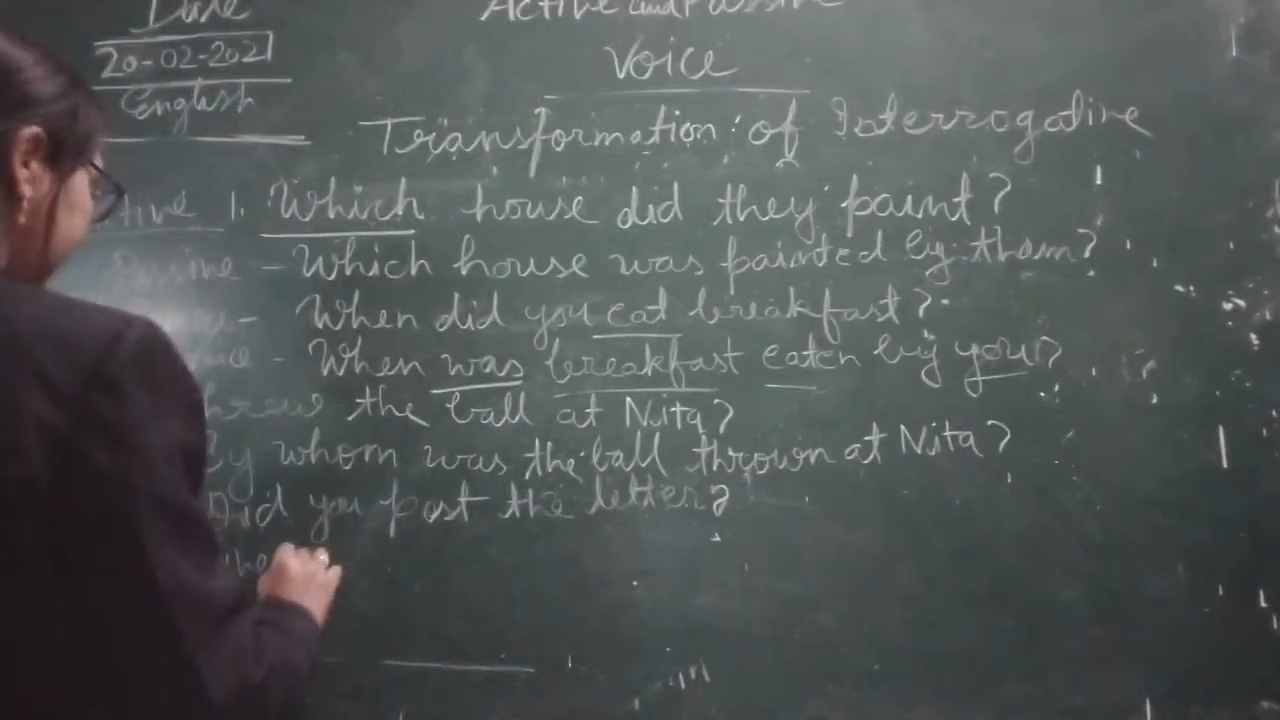 Date
Active and Passive
20-02-2021
Voice
English
Transformation of Interrogative
tive 1. Which house did they paint?
Passive - Which house was painted by them?
- When did you eat breakfast?
- When was breakfast eaten by you?
the ball at Nita?
By whom was the ball thrown at Nita?
Did you post the letter?